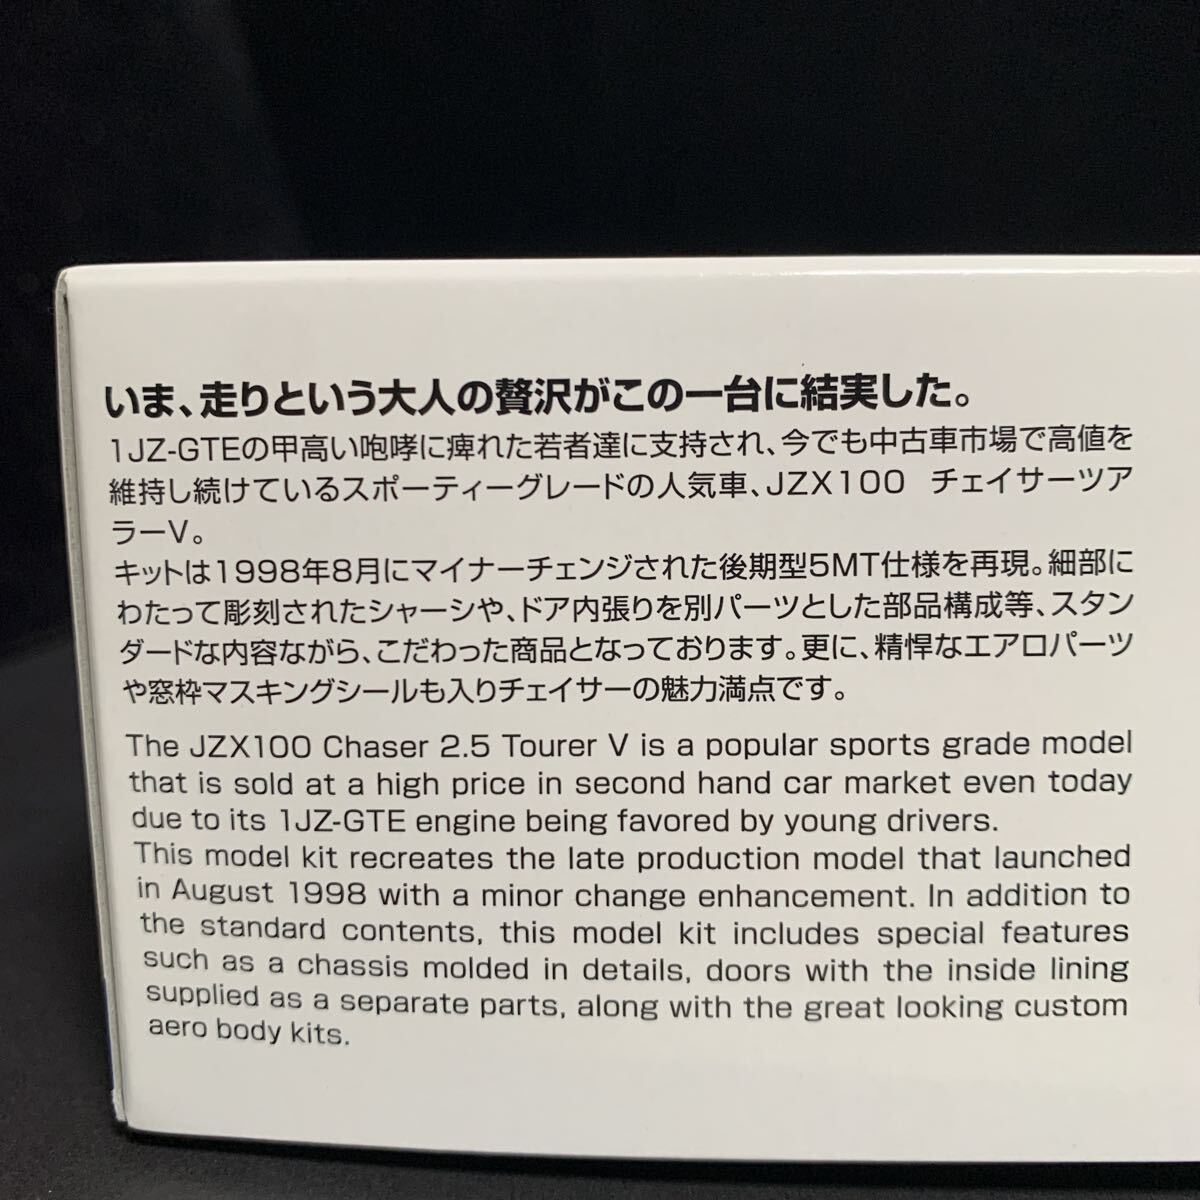 いま、走りという大人の贅沢がこの一台に結実した。
1JZ-GTEの甲高い咆哮に痺れた若者達に支持され、今でも中古車市場で高値を
維持し続けているスポーティーグレードの人気車、JZX100 チェイサーツア
ラーV。
キットは1998年8月にマイナーチェンジされた後期型5MT仕様を再現。細部に
わたって彫刻されたシャーシや、ドア内張りを別パーツとした部品構成等、スタン
ダードな内容ながら、こだわった商品となっております。更に、精悍なエアロパーツ
や窓枠マスキングシールも入りチェイサーの魅力満点です。
The JZX100 Chaser 2.5 Tourer V is a popular sports grade model
that is sold at a high price in second hand car market even today
due to its 1JZ-GTE engine being favored by young drivers.
This model kit recreates the late production model that launched
in August 1998 with a minor change enhancement. In addition to
the standard contents, this model kit includes special features
such as a chassis molded in details, doors with the inside lining
supplied as a separate parts, along with the great looking custom
aero body kits.